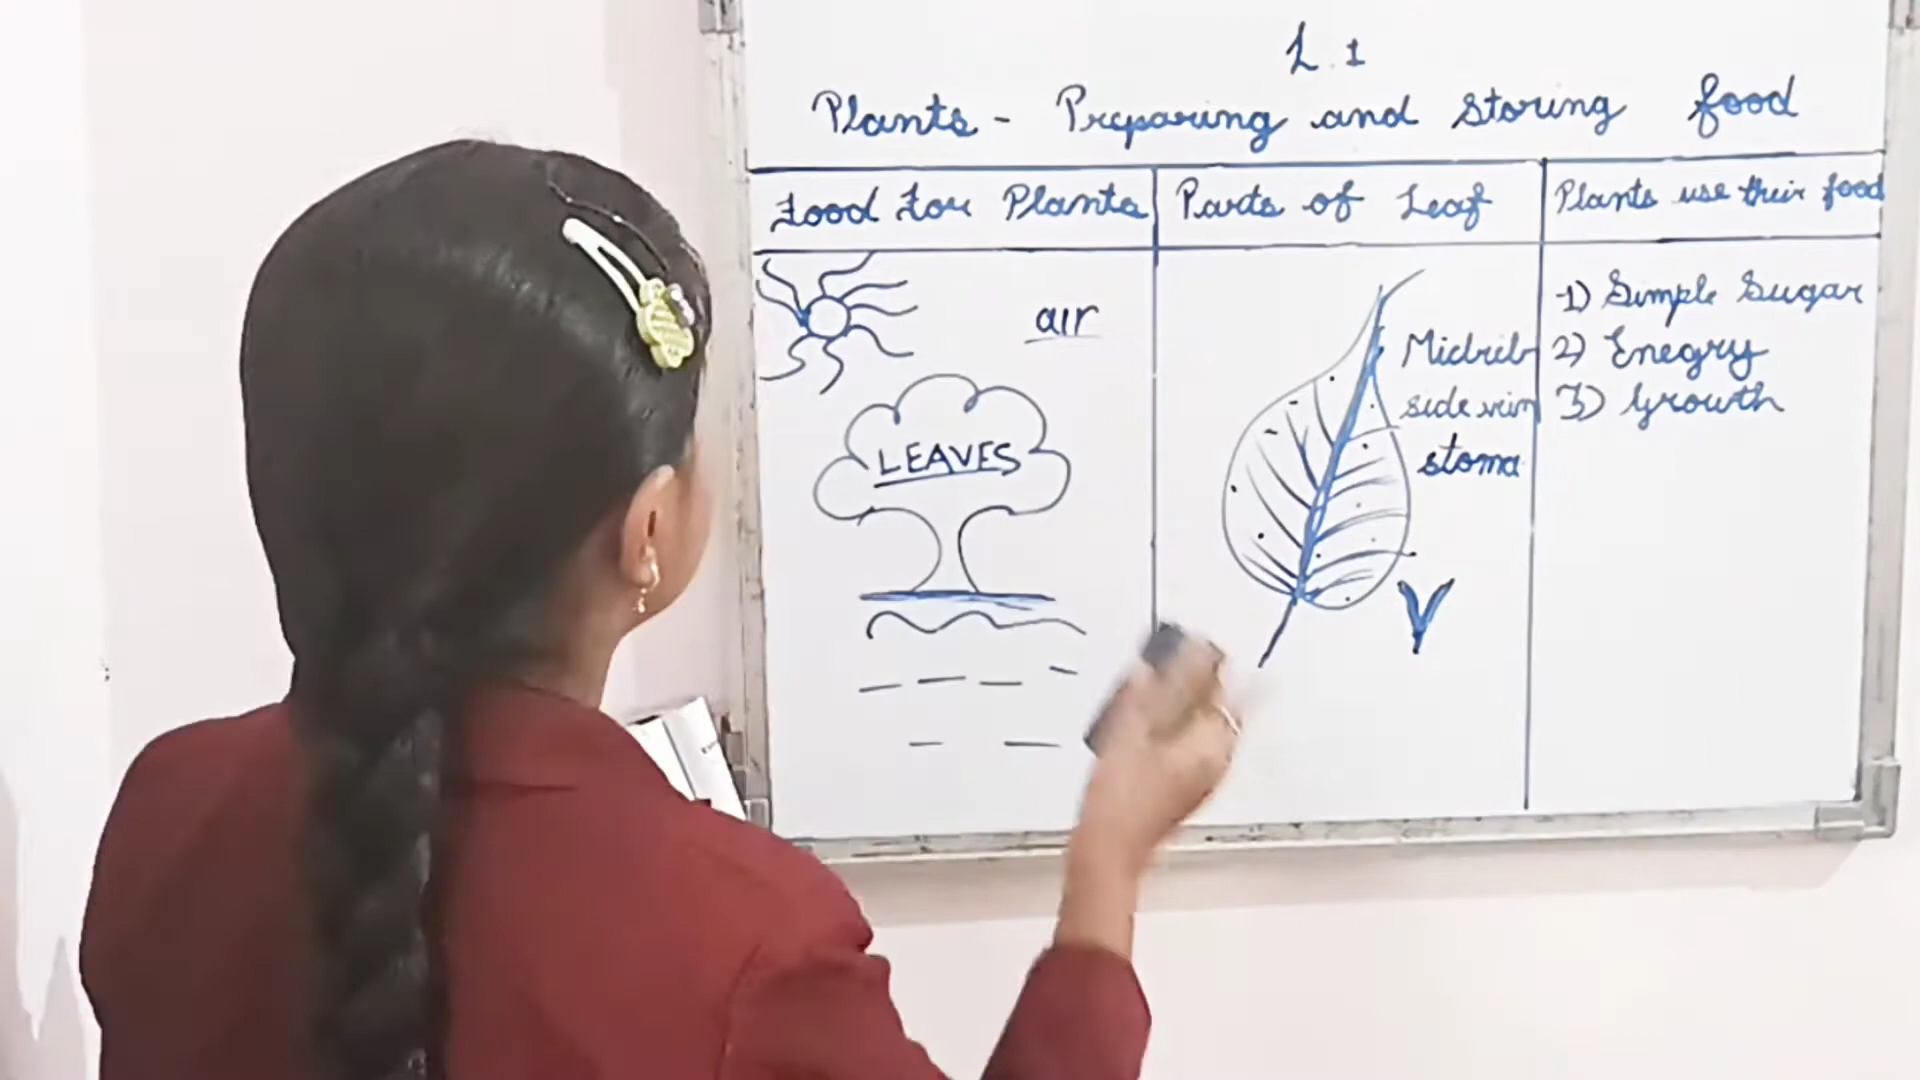 L.1
Plants - Preparing and Storing food
Food For Plants
Parts of Leaf
Plants use their food
air
LEAVES
Midrib
side vein
stoma
1) Simple Sugar
2) Enegry
3) Growth